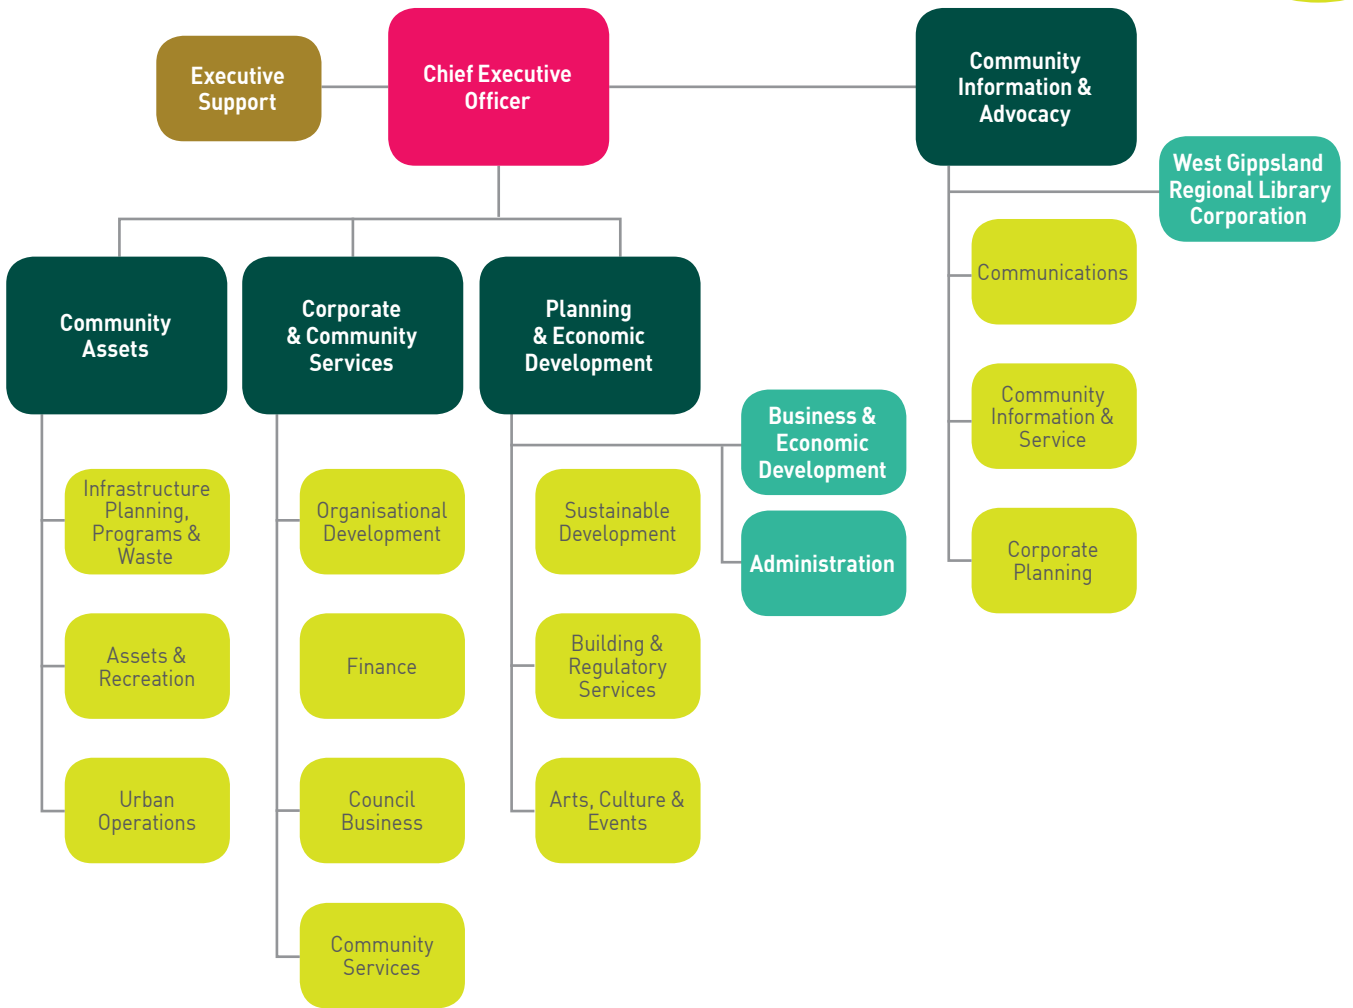 Executive
Support
Chief Executive
Officer
Community
Information &
Advocacy
West Gippsland
Regional Library
Corporation
Communications
Community
Information &
Service
Corporate
Planning
Community
Assets
Corporate
& Community
Services
Planning
& Economic
Development
Business &
Economic
Development
Administration
Infrastructure
Planning,
Programs &
Waste
Assets &
Recreation
Urban
Operations
Organisational
Development
Finance
Council
Business
Community
Services
Sustainable
Development
Building &
Regulatory
Services
Arts, Culture &
Events